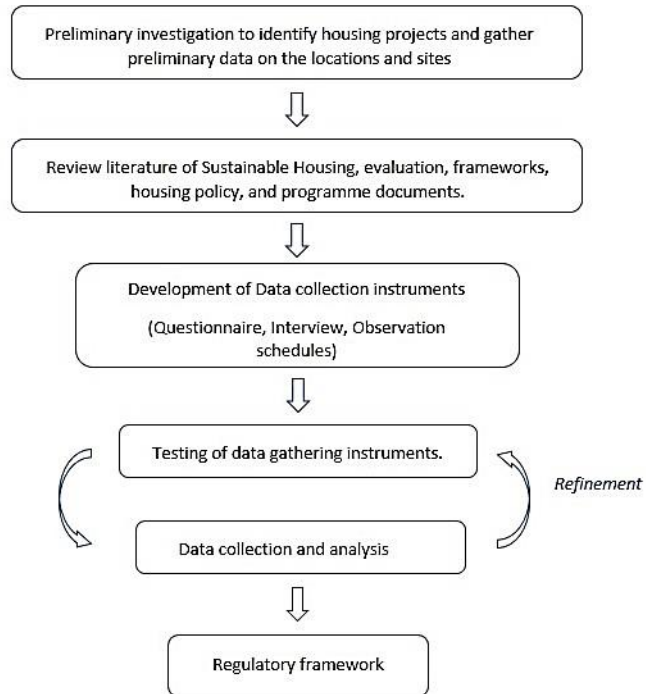 Preliminary investigation to identify housing projects and gather
preliminary data on the locations and sites
Review literature of Sustainable Housing, evaluation, frameworks,
housing policy, and programme documents.
Development of Data collection instruments
(Questionnaire, Interview, Observation
schedules)
Testing of data gathering instruments.
Refinement
Data collection and analysis
Regulatory framework